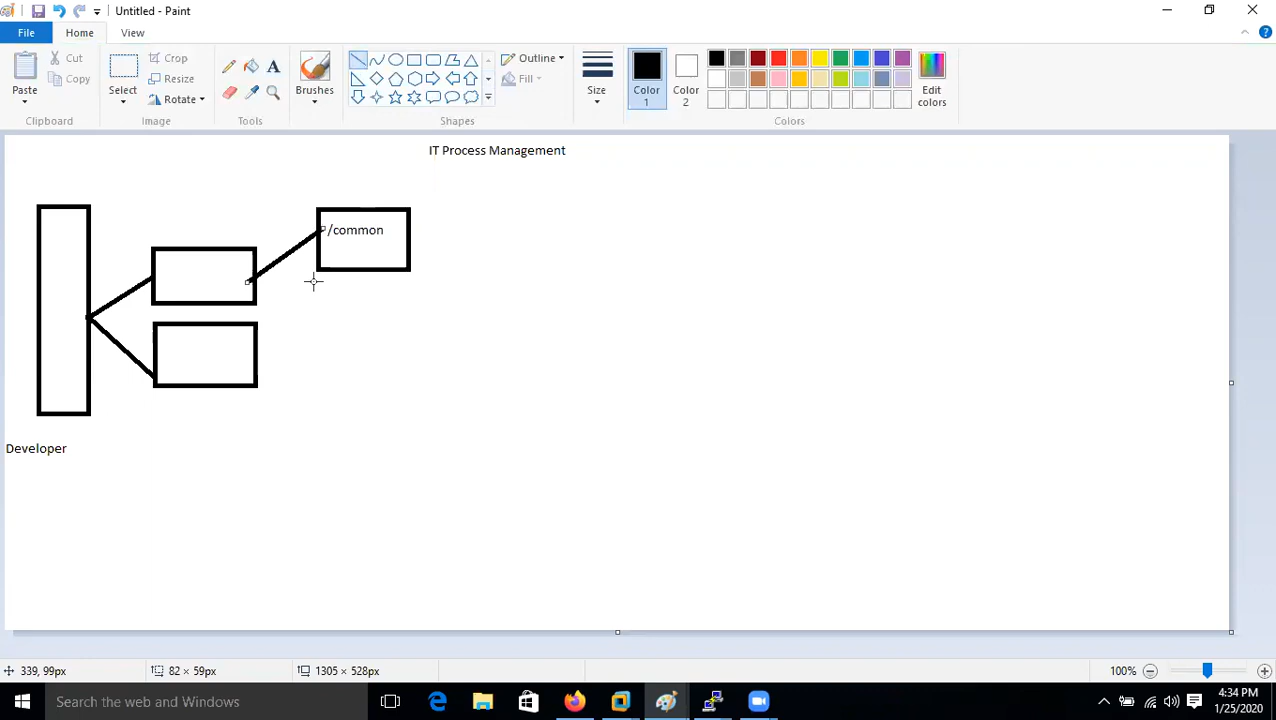 Untitled - Paint
File
Home
View
Paste
Cut
Copy
Clipboard
Select
Crop
Resize
Rotate
Image
A
Tools
Brushes
Shapes
Outline
Fill
Size
Color 1
Color 2
Edit colors
Colors
IT Process Management
/common
Developer
339, 99px
82 × 59px
1305 × 528px
100%
Search the web and Windows
4:34 PM
1/25/2020